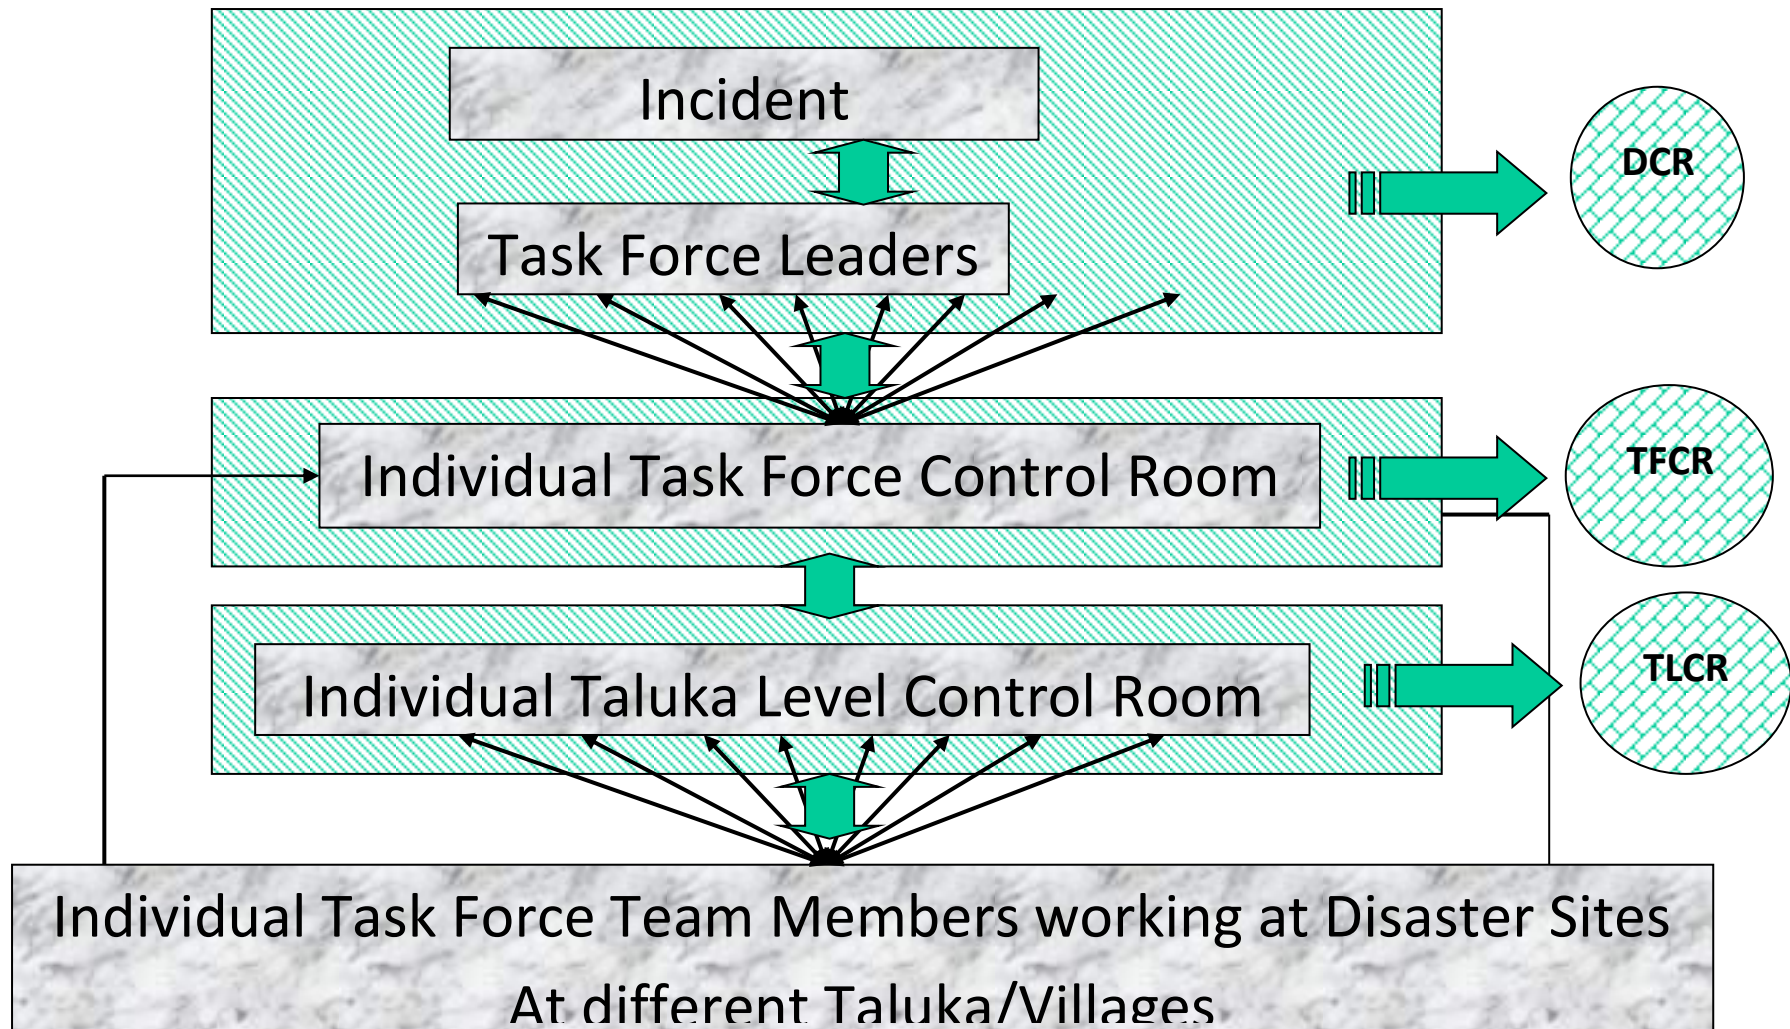 Incident
DCR
Task Force Leaders
Individual Task Force Control Room
TFCR
Individual Taluka Level Control Room
TLCR
Individual Task Force Team Members working at Disaster Sites
At different Taluka/Villages